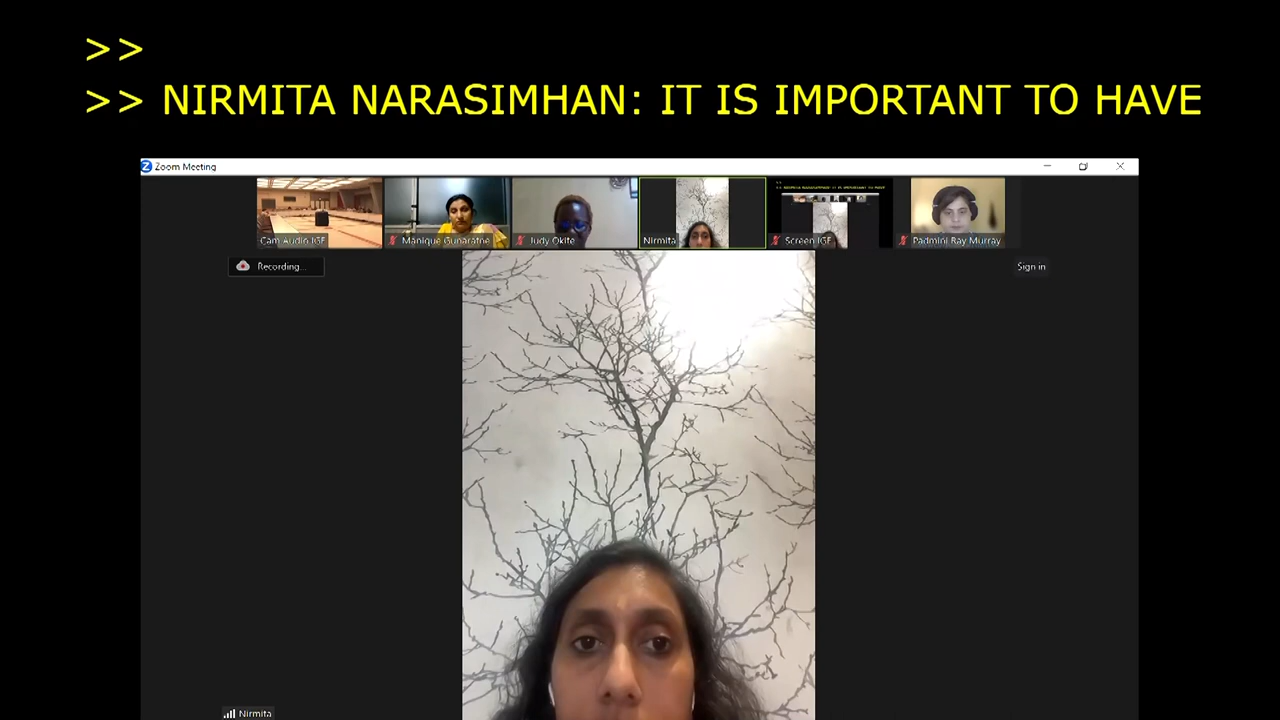 >>
>> NIRMITA NARASIMHAN: IT IS IMPORTANT TO HAVE
Zoom Meeting
Cam Audio IGF
Manique Gunaratne
Judy Okite
Nirmita
Screen IGF
Padmini Ray Murray
Recording...
Sign in
Nirmita